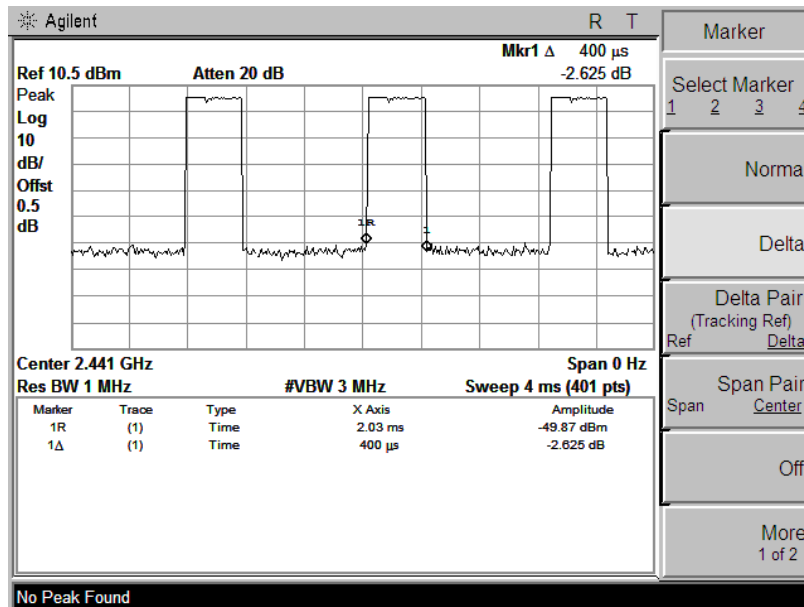 Agilent R T
Mkr1 Δ 400 µs
Ref 10.5 dBm Atten 20 dB -2.625 dB
Peak
Log
10
dB/
Offst
0.5
dB
1R
1
Center 2.441 GHz Span 0 Hz
Res BW 1 MHz #VBW 3 MHz Sweep 4 ms (401 pts)
Marker Trace Type X Axis Amplitude
1R (1) Time 2.03 ms -49.87 dBm
1Δ (1) Time 400 µs -2.625 dB
No Peak Found
Marker
Select Marker
1 2 3 4
Norma
Delta
Delta Pair
(Tracking Ref)
Ref Delta
Span Pair
Span Center
Off
More
1 of 2